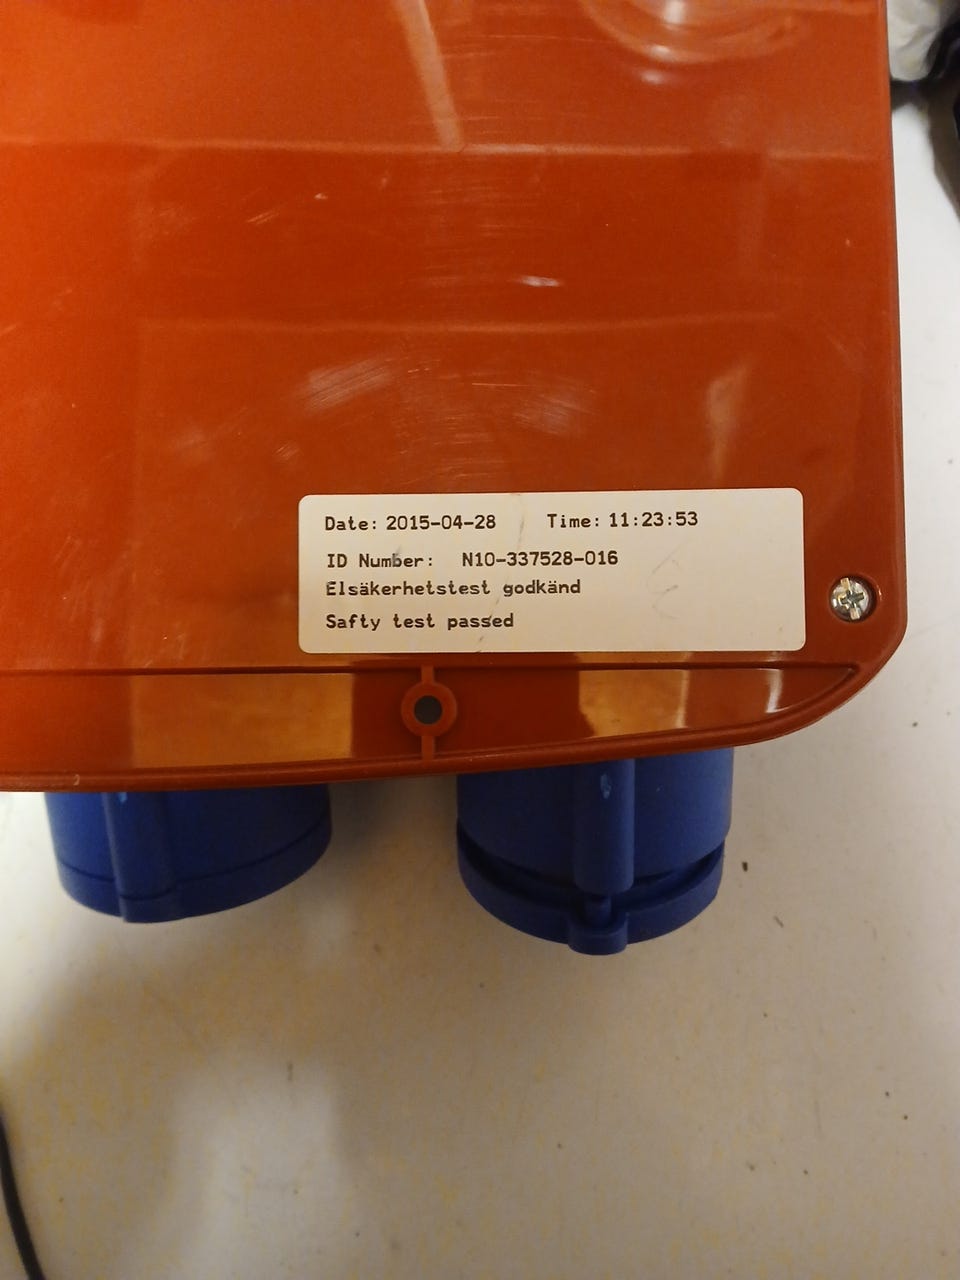 Date: 2015-04-28 Time: 11:23:53
ID Number: N10-337528-016
Elsäkerhetstest godkänd
Safty test passed